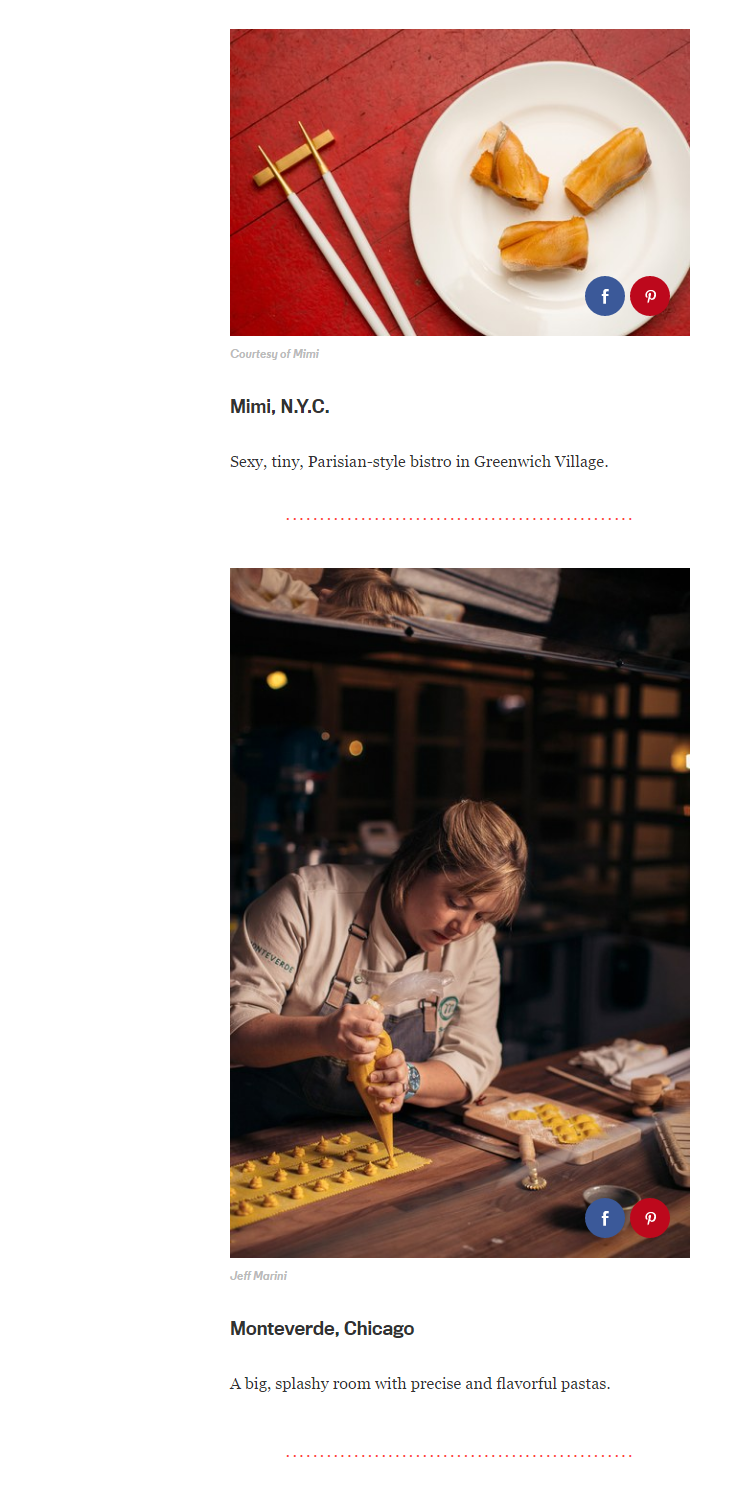 Courtesy of Mimi
Mimi, N.Y.C.
Sexy, tiny, Parisian-style bistro in Greenwich Village.
MONTEVERDE
Jeff Marini
Monteverde, Chicago
A big, splashy room with precise and flavorful pastas.